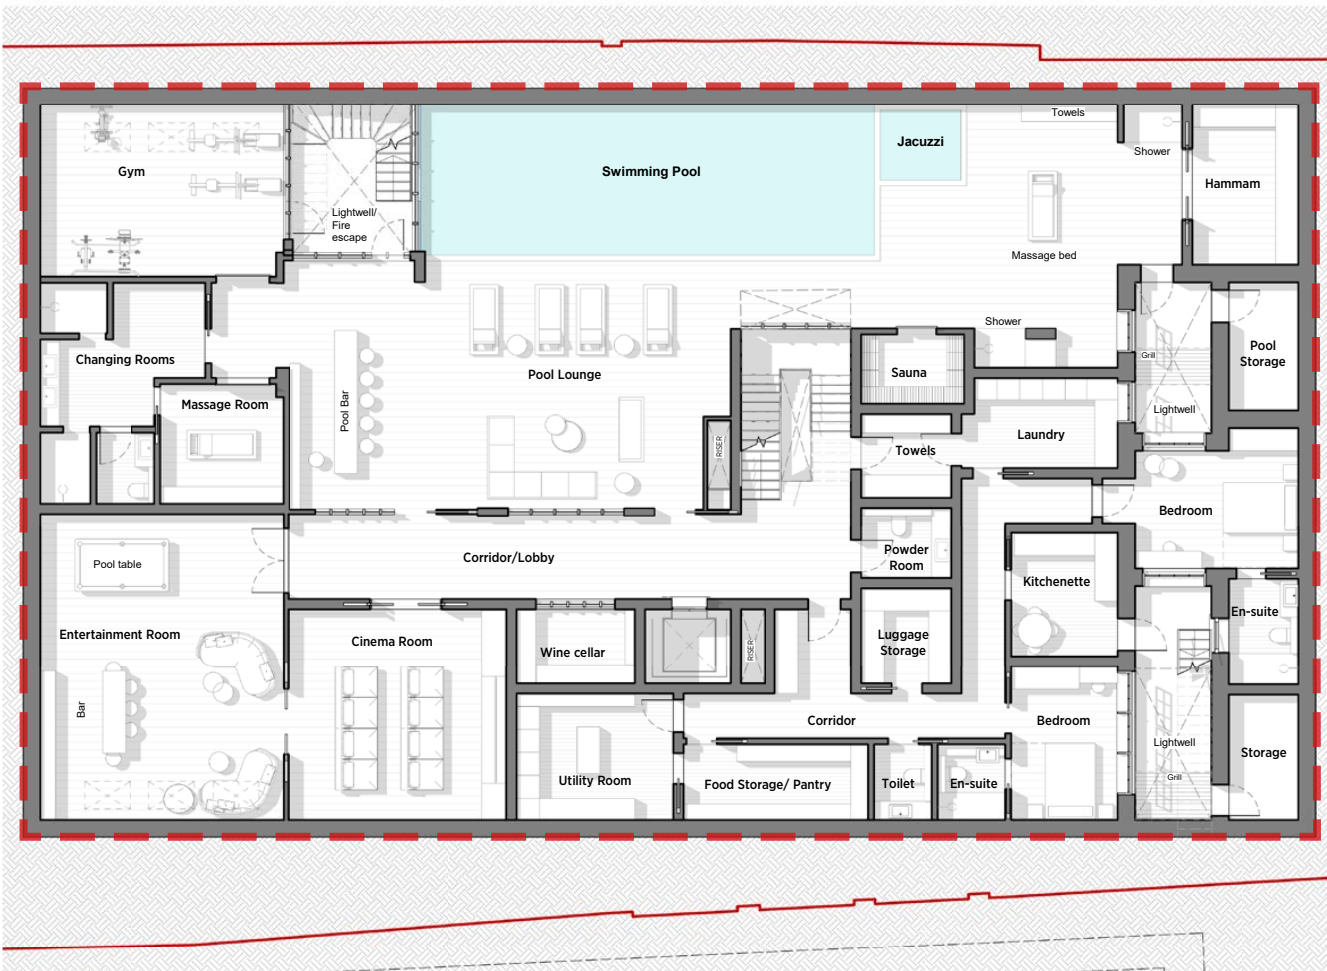 Towels
Jacuzzi
Shower
Gym
Swimming Pool
Hammam
Lightwell/
Fire
escape
Massage bed
Shower
Changing Rooms
Pool
Storage
Grill
Sauna
Pool Lounge
Massage Room
Pool Bar
Lightwell
Laundry
RISER
Towels
Bedroom
Powder
Room
Corridor/Lobby
Pool table
Kitchenette
En-suite
Entertainment Room
Cinema Room
Wine cellar
RISER
Luggage
Storage
Bar
Corridor
Bedroom
Lightwell
Storage
Grill
Utility Room
Food Storage/ Pantry
Toilet
En-suite